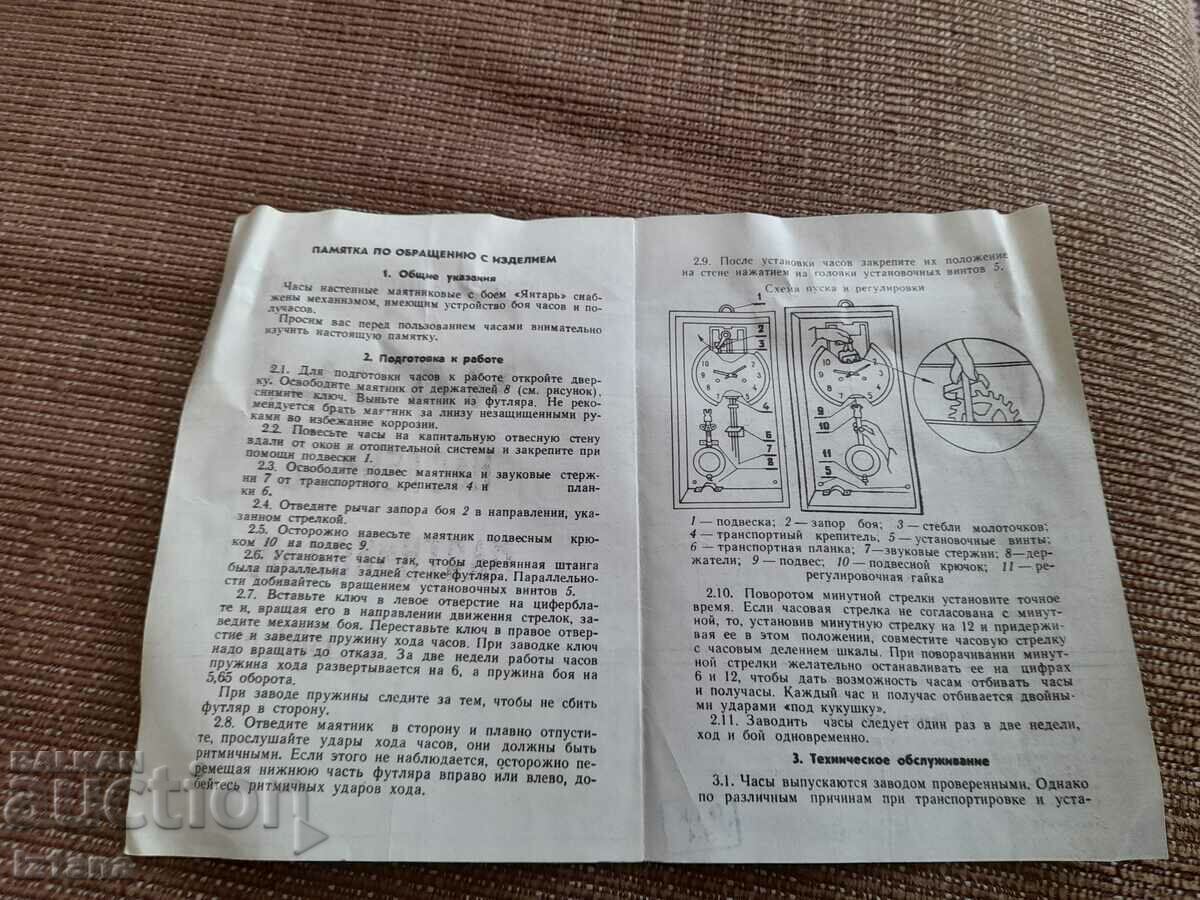 ПАМЯТКА ПО ОБРАЩЕНИЮ С ИЗДЕЛИЕМ
1. Общие указания
Часы настенные маятниковые с боем «Янтарь» снаб-
жены механизмом, имеющим устройство боя часов и по-
лучасов.
Просим вас перед пользованием часами внимательно
изучить настоящую памятку.
2. Подготовка к работе
2.1. Для подготовки часов к работе откройте двер-
ку. Освободите маятник от держателей 8 (см. рисунок),
снимите ключ. Выньте маятник из футляра. Не реко-
мендуется брать маятник за линзу незащищенными ру-
ками во избежание коррозии.
2.2. Повесьте часы на капитальную отвесную стену
вдали от окон и отопительной системы и закрепите при
помощи подвески 1.
2.3. Освободите подвес маятника и звуковые стерж-
ни 7 от транспортного крепителя 4 и план-
ки 6.
2.4. Отведите рычаг запора боя 2 в направлении, ука-
занном стрелкой.
2.5. Осторожно навесьте маятник подвесным крю-
ком 10 на подвес 9.
2.6. Установите часы так, чтобы деревянная штанга
была параллельна задней стенке футляра. Параллельно-
сти добивайтесь вращением установочных винтов 5.
2.7. Вставьте ключ в левое отверстие на цифербла-
те и, вращая его в направлении движения стрелок, за-
ведите механизм боя. Переставьте ключ в правое отвер-
стие и заведите пружину хода часов. При заводке ключ
надо вращать до отказа. За две недели работы часов
пружина хода развертывается на 6, а пружина боя на
5,65 оборота.
При заводе пружины следите за тем, чтобы не сбить
футляр в сторону.
2.8. Отведите маятник в сторону и плавно отпусти-
те, прослушайте удары хода часов, они должны быть
ритмичными. Если этого не наблюдается, осторожно пе-
ремещая нижнюю часть футляра вправо или влево, до-
бейтесь ритмичных ударов хода.
2.9. После установки часов закрепите их положение
на стене нажатием на головки установочных винтов 5.
Схема пуска и регулировки
1
2
3
4
6
7
8
9
10
11
5
1 — подвеска; 2 — запор боя; 3 — стебли молоточков;
4 — транспортный крепитель; 5 — установочные винты;
6 — транспортная планка; 7 — звуковые стержни; 8 — дер-
жатели; 9 — подвес; 10 — подвесной крючок; 11 — ре-
регулировочная гайка
2.10. Поворотом минутной стрелки установите точное
время. Если часовая стрелка не согласована с минут-
ной, то, установив минутную стрелку на 12 и придержи-
вая ее в этом положении, совместите часовую стрелку
с часовым делением шкалы. При поворачивании минут-
ной стрелки желательно останавливать ее на цифрах
6 и 12, чтобы дать возможность часам отбивать часы
и получасы. Каждый час и получас отбивается двойны-
ми ударами «под кукушку».
2.11. Заводить часы следует один раз в две недели,
ход и бой одновременно.
3. Техническое обслуживание
3.1. Часы выпускаются заводом проверенными. Однако
по различным причинам при транспортировке и уста-
BALKAN
auction
iztana